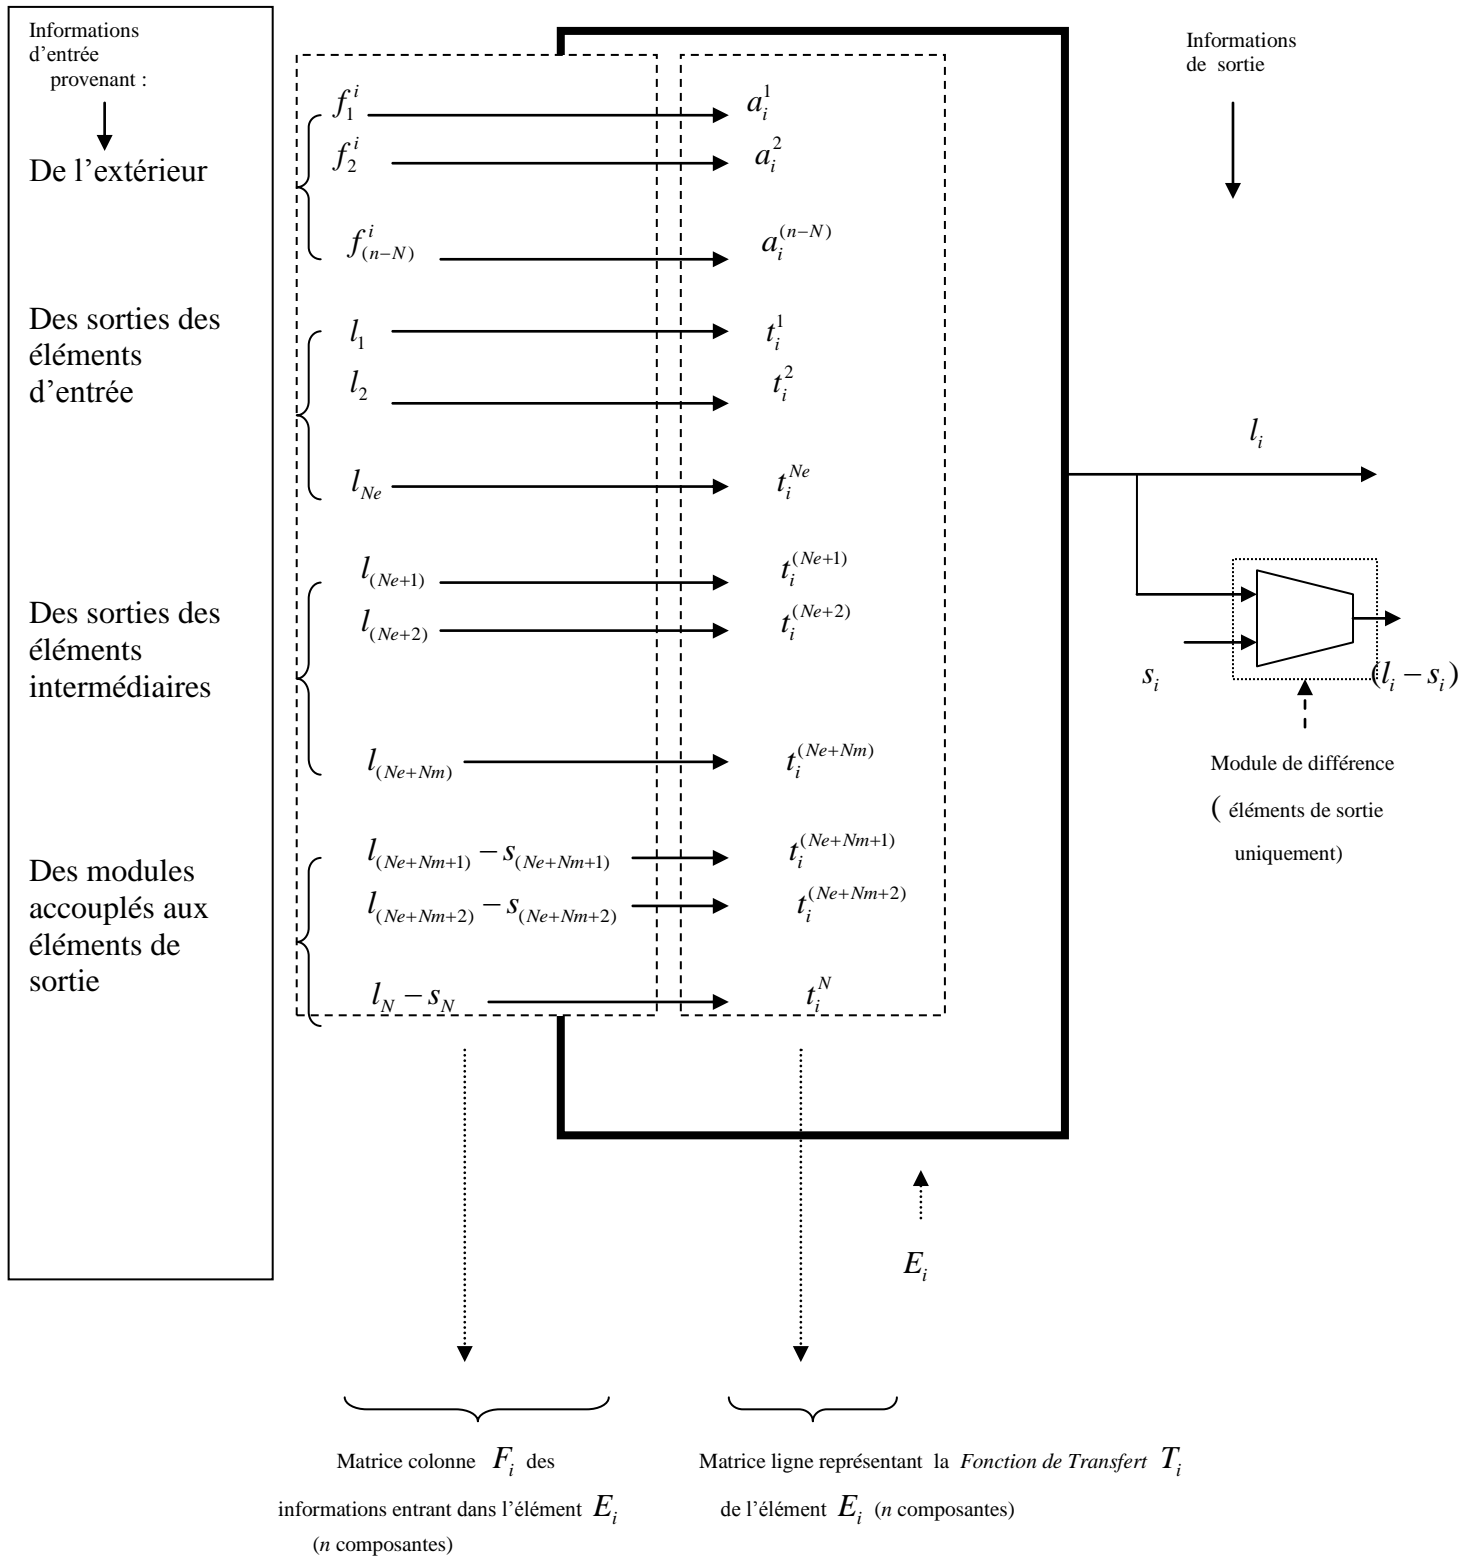 Informations
d’entrée
provenant :
De l’extérieur
Des sorties des
éléments
d’entrée
Des sorties des
éléments
intermédiaires
Des modules
accouplés aux
éléments de
sortie
f_1^i a_i^1
f_2^i a_i^2
f_{(n−N)}^i a_i^{(n−N)}
l_1 t_i^1
l_2 t_i^2
l_{Ne} t_i^{Ne}
l_{(Ne+1)} t_i^{(Ne+1)}
l_{(Ne+2)} t_i^{(Ne+2)}
l_{(Ne+Nm)} t_i^{(Ne+Nm)}
l_{(Ne+Nm+1)} − s_{(Ne+Nm+1)} t_i^{(Ne+Nm+1)}
l_{(Ne+Nm+2)} − s_{(Ne+Nm+2)} t_i^{(Ne+Nm+2)}
l_N − s_N t_i^N
Informations
de sortie
l_i
s_i
(l_i − s_i)
Module de différence
( éléments de sortie
uniquement)
E_i
Matrice colonne F_i des
informations entrant dans l’élément E_i
(n composantes)
Matrice ligne représentant la Fonction de Transfert T_i
de l’élément E_i (n composantes)